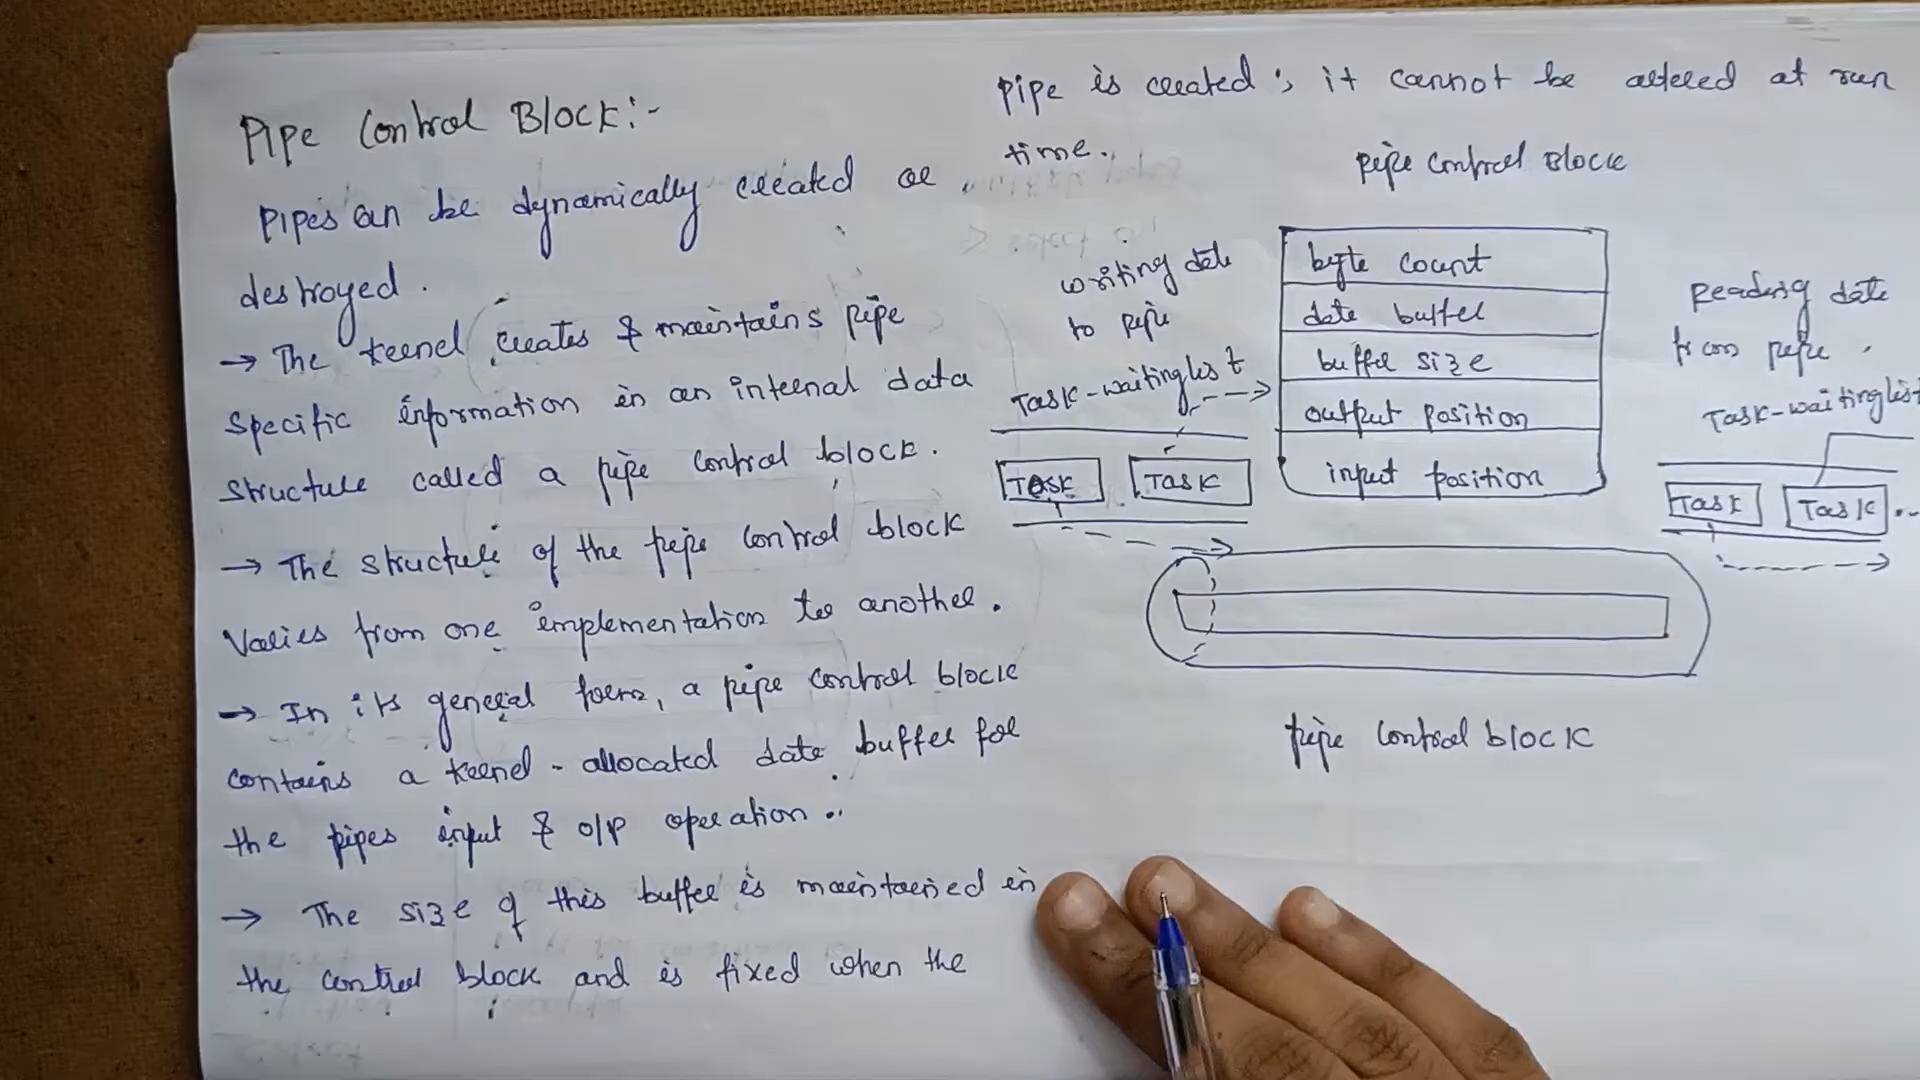 Pipe Control Block:-
Pipes can be dynamically created or
destroyed.
→ The kernel creates & maintains pipe
specific information in an internal data
structure called a pipe control block.
→ The structure of the pipe control block
Varies from one implementation to another.
→ In its general form, a pipe control block
contains a kernel-allocated data buffer for
the pipes input & o/p operation.
→ The size of this buffer is maintained in
the control block and is fixed when the
pipe is created; it cannot be altered at run
time.
pipe control Block
writing data
to pipe
Task-waiting list
Task
Task
byte count
data buffer
buffer size
output position
input position
Reading data
from pipe.
Task-waiting list
Task
Task
pipe control block